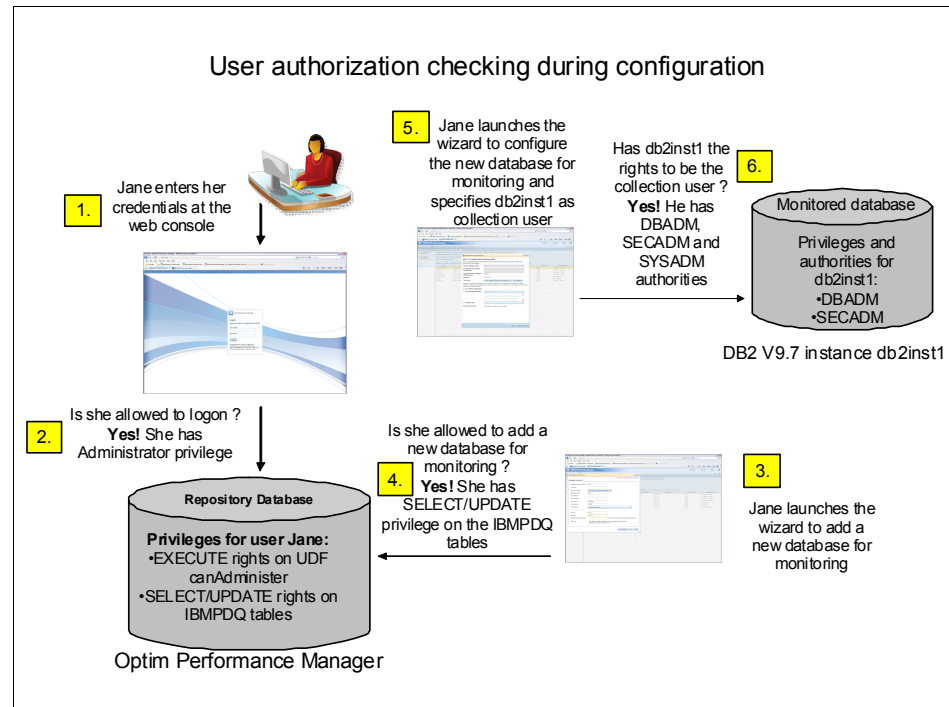 User authorization checking during configuration
1.
Jane enters her
credentials at the
web console
2.
Is she allowed to logon ?
Yes! She has
Administrator privilege
Repository Database
Privileges for user Jane:
•EXECUTE rights on UDF
canAdminister
•SELECT/UPDATE rights on
IBMPDQ tables
Optim Performance Manager
3.
Jane launches the
wizard to add a
new database for
monitoring
4.
Is she allowed to add a
new database for
monitoring ?
Yes! She has
SELECT/UPDATE
privilege on the IBMPDQ
tables
5.
Jane launches the
wizard to configure
the new database for
monitoring and
specifies db2inst1 as
collection user
6.
Has db2inst1 the
rights to be the
collection user ?
Yes! He has
DBADM,
SECADM and
SYSADM
authorities
Monitored database
Privileges and
authorities for
db2inst1:
•DBADM
•SECADM
DB2 V9.7 instance db2inst1